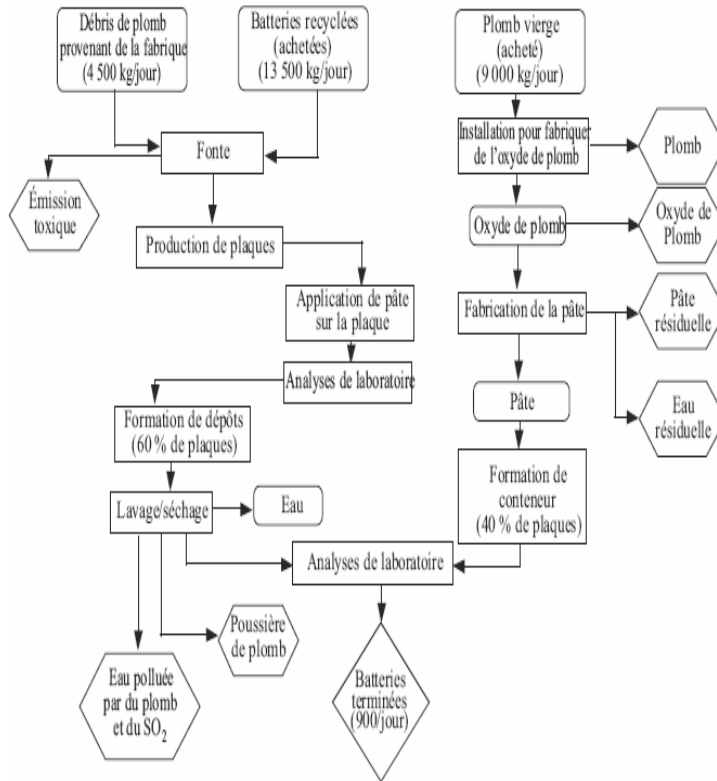 Débris de plomb
provenant de la fabrique
(4 500 kg/jour)
Batteries recyclées
(achetées)
(13 500 kg/jour)
Plomb vierge
(acheté)
(9 000 kg/jour)
Fonte
Installation pour fabriquer
de l'oxyde de plomb
Plomb
Émission
toxique
Production de plaques
Oxyde de plomb
Oxyde de
Plomb
Application de pâte
sur la plaque
Fabrication de la pâte
Pâte
résiduelle
Analyses de laboratoire
Formation de dépôts
(60 % de plaques)
Pâte
Eau
résiduelle
Lavage/séchage
Eau
Formation de
conteneur
(40 % de plaques)
Analyses de laboratoire
Poussière
de plomb
Eau polluée
par du plomb
et du SO2
Batteries
terminées
(900/jour)